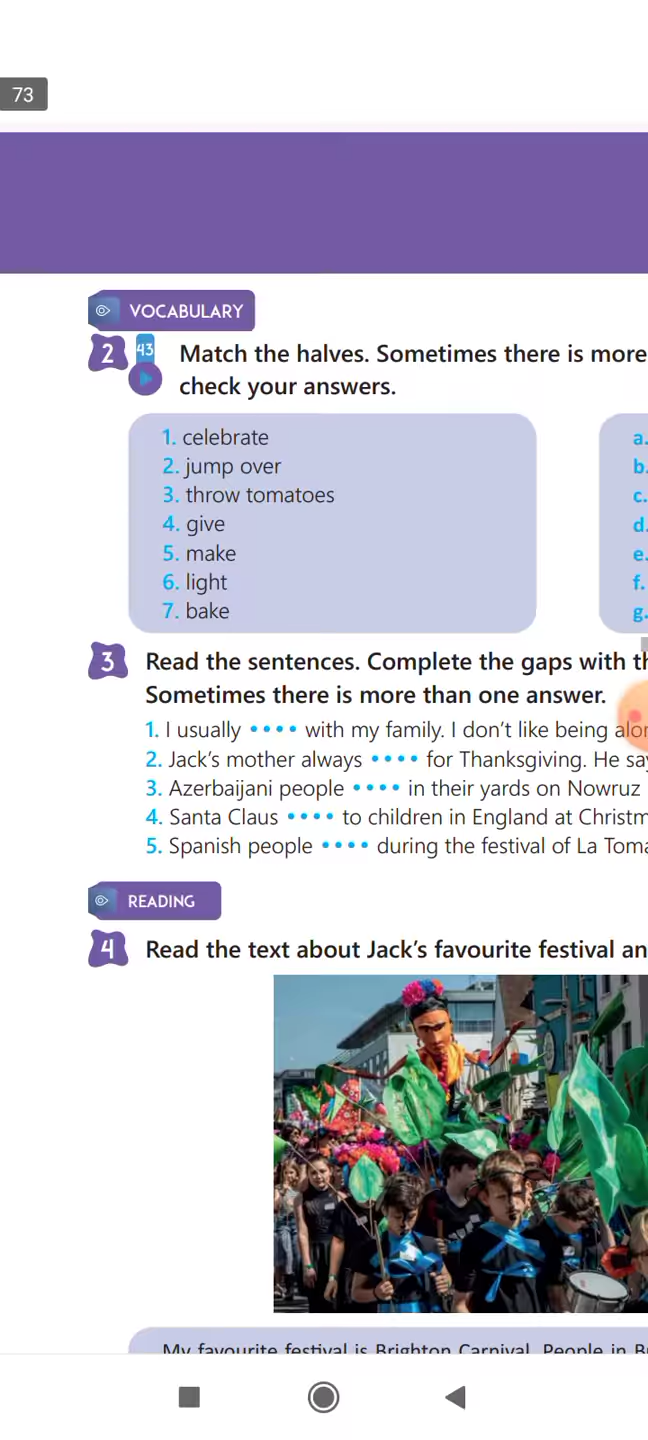 73
VOCABULARY
2 43 Match the halves. Sometimes there is more
check your answers.
1. celebrate
2. jump over
3. throw tomatoes
4. give
5. make
6. light
7. bake
a.
b.
c.
d.
e.
f.
g.
3 Read the sentences. Complete the gaps with th
Sometimes there is more than one answer.
1. I usually •••• with my family. I don't like being alon
2. Jack's mother always •••• for Thanksgiving. He say
3. Azerbaijani people •••• in their yards on Nowruz
4. Santa Claus •••• to children in England at Christm
5. Spanish people •••• during the festival of La Toma
READING
4 Read the text about Jack's favourite festival an
My favourite festival is Brighton Carnival. People in B